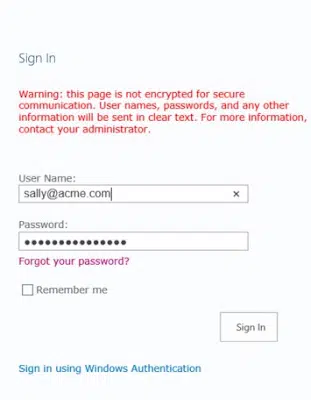 Sign In
Warning: this page is not encrypted for secure
communication. User names, passwords, and any other
information will be sent in clear text. For more information,
contact your administrator.
User Name:
sally@acme.com
Password:
Forgot your password?
Remember me
Sign In
Sign in using Windows Authentication